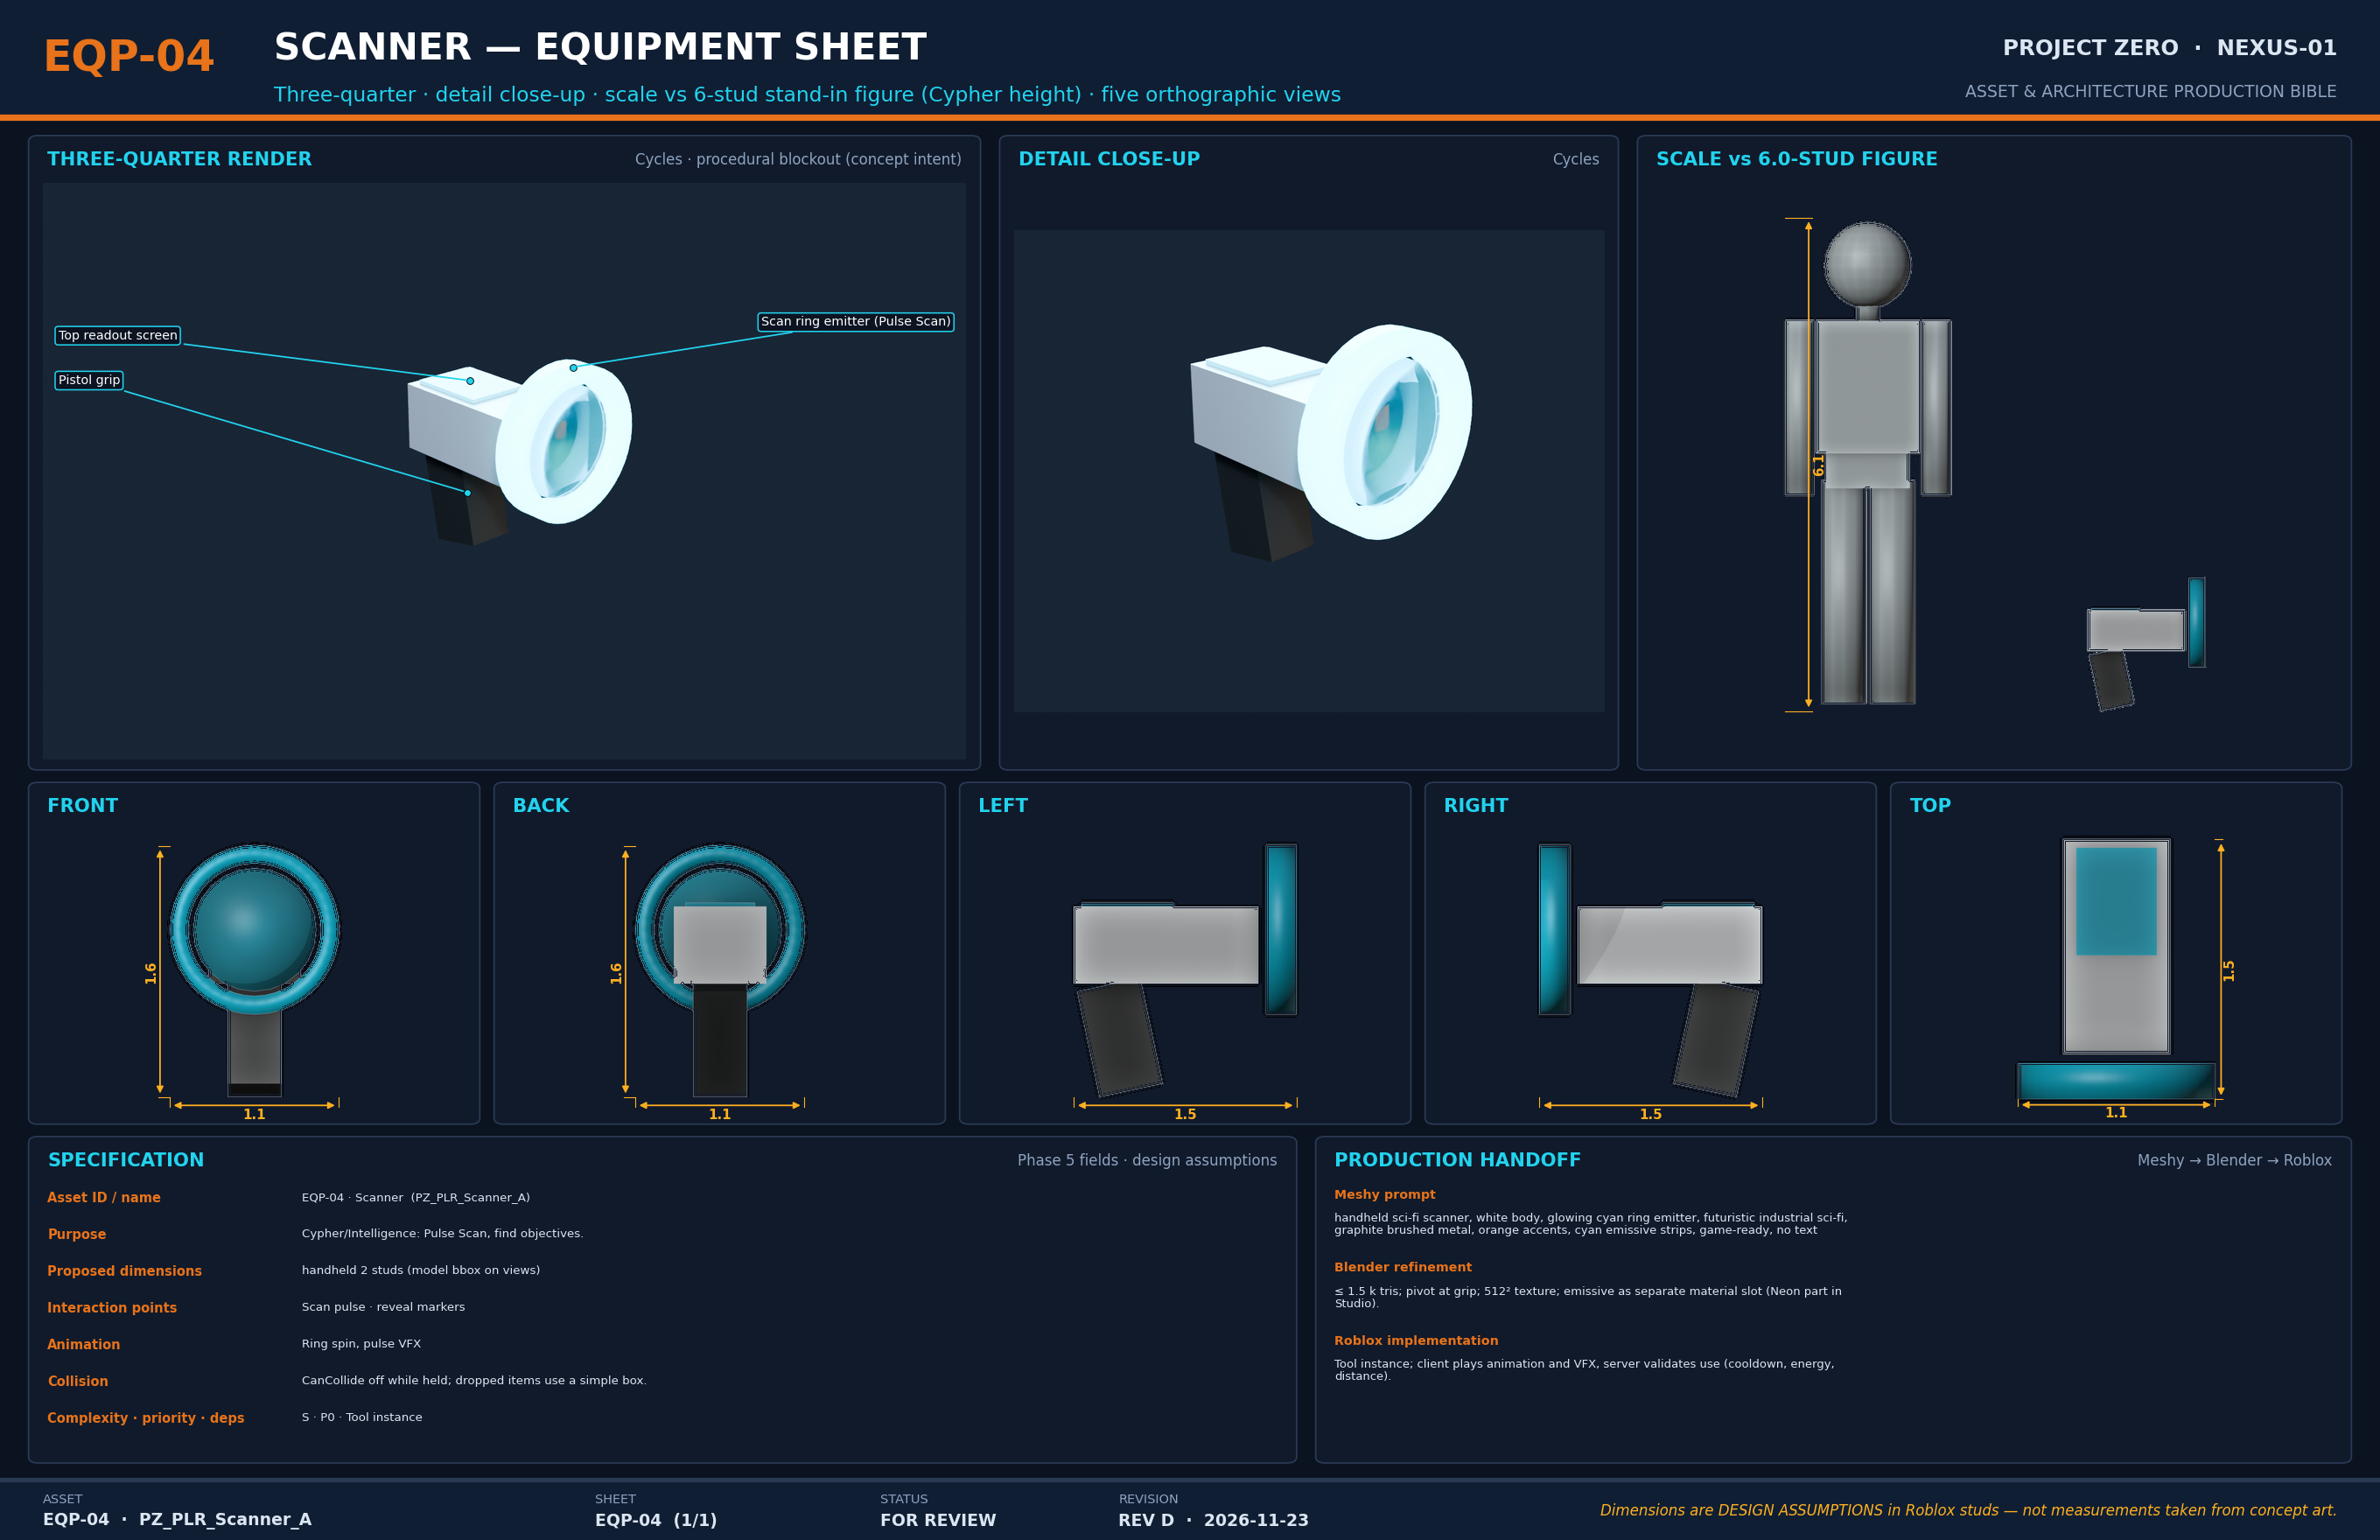 EQP-04
SCANNER — EQUIPMENT SHEET
Three-quarter · detail close-up · scale vs 6-stud stand-in figure (Cypher height) · five orthographic views
PROJECT ZERO · NEXUS-01
ASSET & ARCHITECTURE PRODUCTION BIBLE
THREE-QUARTER RENDER
Cycles · procedural blockout (concept intent)
Top readout screen
Pistol grip
Scan ring emitter (Pulse Scan)
DETAIL CLOSE-UP
Cycles
SCALE vs 6.0-STUD FIGURE
6.1
FRONT
1.6
1.1
BACK
1.6
1.1
LEFT
1.5
RIGHT
1.5
TOP
1.5
1.1
SPECIFICATION
Phase 5 fields · design assumptions
Asset ID / name
EQP-04 · Scanner (PZ_PLR_Scanner_A)
Purpose
Cypher/Intelligence: Pulse Scan, find objectives.
Proposed dimensions
handheld 2 studs (model bbox on views)
Interaction points
Scan pulse · reveal markers
Animation
Ring spin, pulse VFX
Collision
CanCollide off while held; dropped items use a simple box.
Complexity · priority · deps
S · P0 · Tool instance
PRODUCTION HANDOFF
Meshy → Blender → Roblox
Meshy prompt
handheld sci-fi scanner, white body, glowing cyan ring emitter, futuristic industrial sci-fi,
graphite brushed metal, orange accents, cyan emissive strips, game-ready, no text
Blender refinement
≤ 1.5 k tris; pivot at grip; 512² texture; emissive as separate material slot (Neon part in
Studio).
Roblox implementation
Tool instance; client plays animation and VFX, server validates use (cooldown, energy,
distance).
ASSET
EQP-04 · PZ_PLR_Scanner_A
SHEET
EQP-04 (1/1)
STATUS
FOR REVIEW
REVISION
REV D · 2026-11-23
Dimensions are DESIGN ASSUMPTIONS in Roblox studs — not measurements taken from concept art.